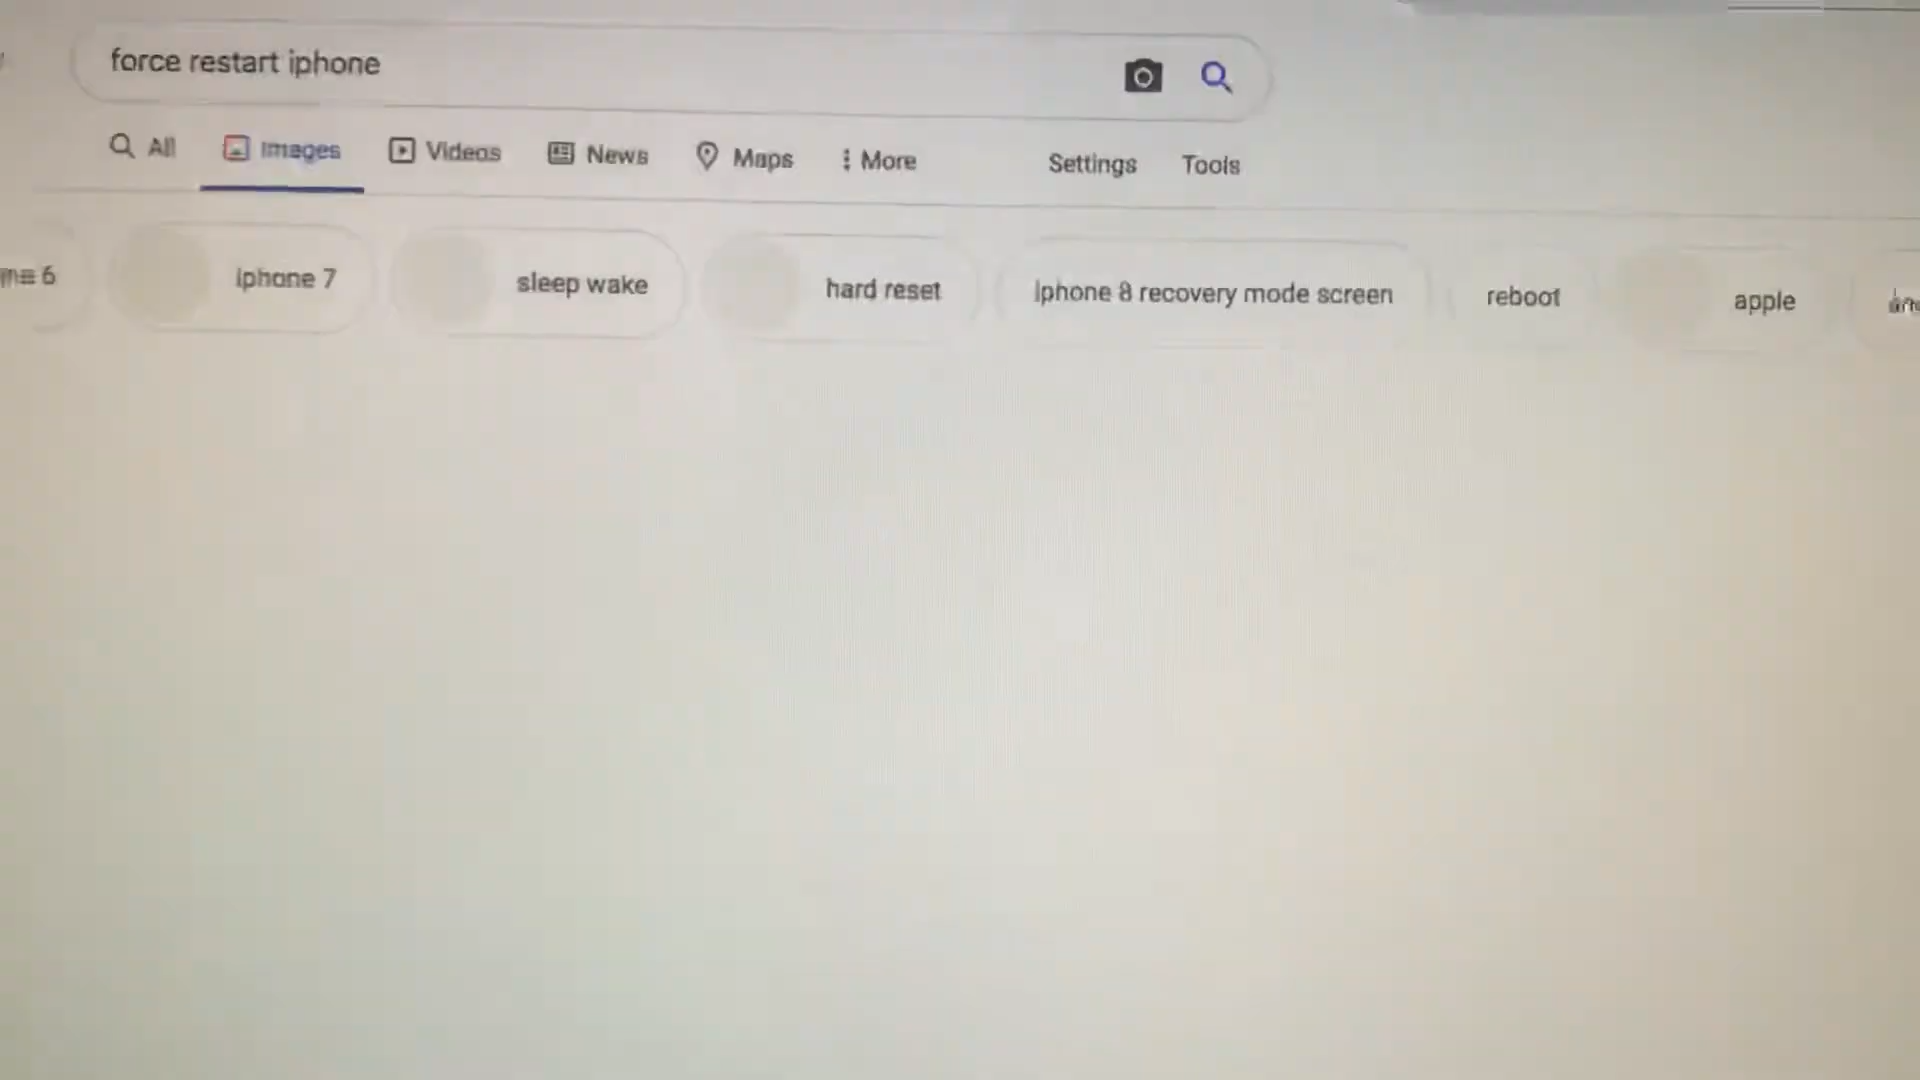 force restart iphone
All Images Videos News Maps More Settings Tools
6 iphone 7 sleep wake hard reset iphone 8 recovery mode screen reboot apple